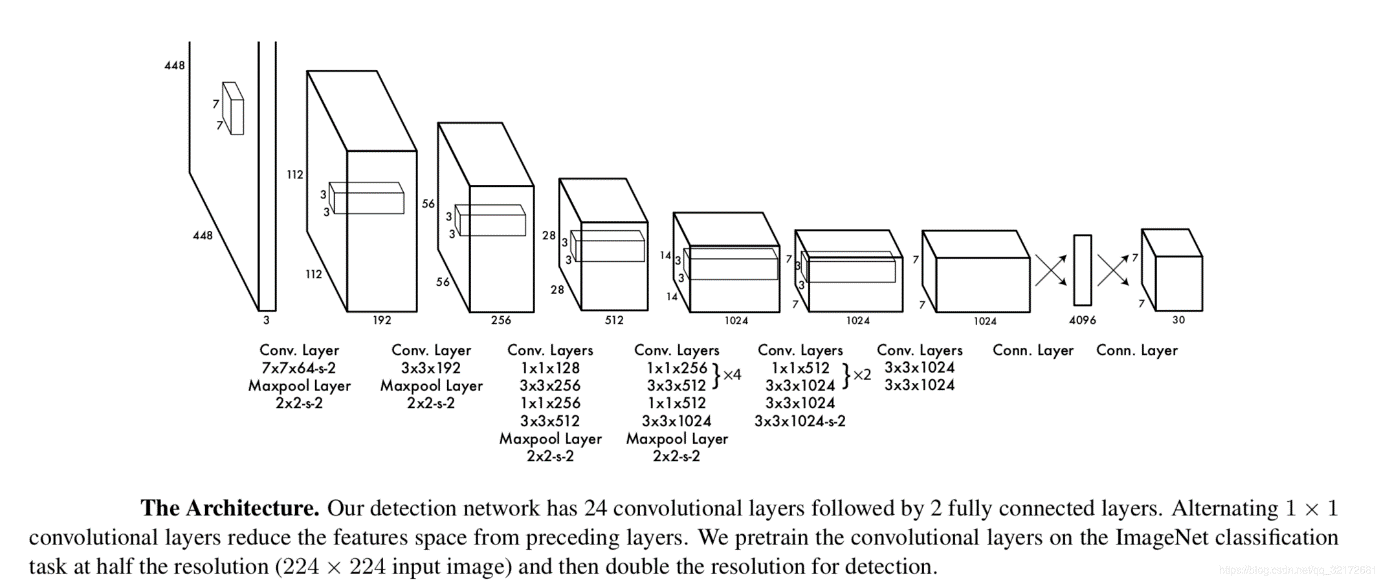 448
7
7
448
3
112
3
3
112
192
56
3
3
56
256
28
3
3
28
512
14
3
3
14
1024
7
3
3
7
1024
7
7
1024
4096
7
7
30
Conv. Layer
7x7x64-s-2
Maxpool Layer
2x2-s-2
Conv. Layer
3x3x192
Maxpool Layer
2x2-s-2
Conv. Layers
1x1x128
3x3x256
1x1x256
3x3x512
Maxpool Layer
2x2-s-2
Conv. Layers
1x1x256
3x3x512 } ×4
1x1x512
3x3x1024
Maxpool Layer
2x2-s-2
Conv. Layers
1x1x512
3x3x1024 } ×2
3x3x1024
3x3x1024-s-2
Conv. Layers
3x3x1024
3x3x1024
Conn. Layer
Conn. Layer
The Architecture. Our detection network has 24 convolutional layers followed by 2 fully connected layers. Alternating 1 × 1
convolutional layers reduce the features space from preceding layers. We pretrain the convolutional layers on the ImageNet classification
task at half the resolution (224 × 224 input image) and then double the resolution for detection.
https://blog.csdn.net/qq_32172681